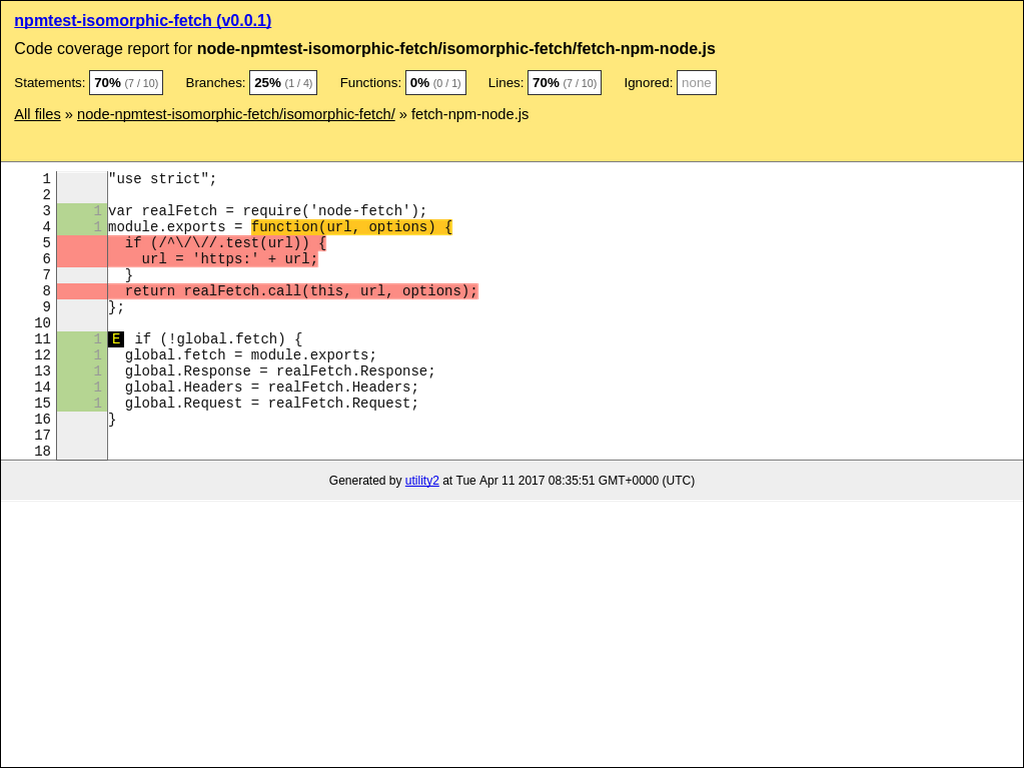 npmtest-isomorphic-fetch (v0.0.1)
Code coverage report for node-npmtest-isomorphic-fetch/isomorphic-fetch/fetch-npm-node.js
Statements: 70% (7 / 10) Branches: 25% (1 / 4) Functions: 0% (0 / 1) Lines: 70% (7 / 10) Ignored: none
All files » node-npmtest-isomorphic-fetch/isomorphic-fetch/ » fetch-npm-node.js
1 "use strict";
2
3 1 var realFetch = require('node-fetch');
4 1 module.exports = function(url, options) {
5   if (/^\/\//.test(url)) {
6     url = 'https:' + url;
7   }
8   return realFetch.call(this, url, options);
9 };
10
11 1 E if (!global.fetch) {
12 1   global.fetch = module.exports;
13 1   global.Response = realFetch.Response;
14 1   global.Headers = realFetch.Headers;
15 1   global.Request = realFetch.Request;
16 }
17
18
Generated by utility2 at Tue Apr 11 2017 08:35:51 GMT+0000 (UTC)